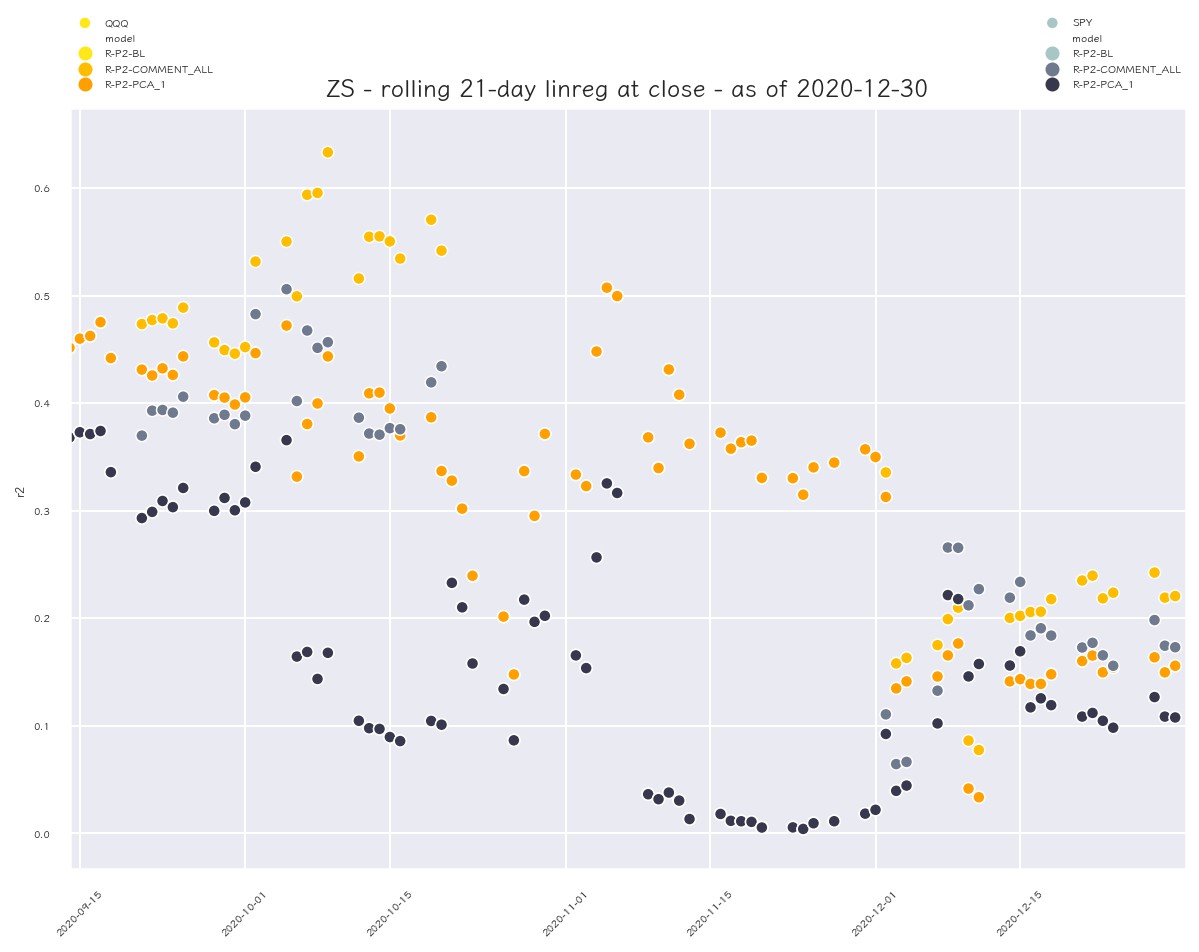 QQQ
model
R-P2-BL
R-P2-COMMENT_ALL
R-P2-PCA_1
SPY
model
R-P2-BL
R-P2-COMMENT_ALL
R-P2-PCA_1
ZS - rolling 21-day linreg at close - as of 2020-12-30
r2
0.6
0.5
0.4
0.3
0.2
0.1
0.0
2020-09-15
2020-10-01
2020-10-15
2020-11-01
2020-11-15
2020-12-01
2020-12-15